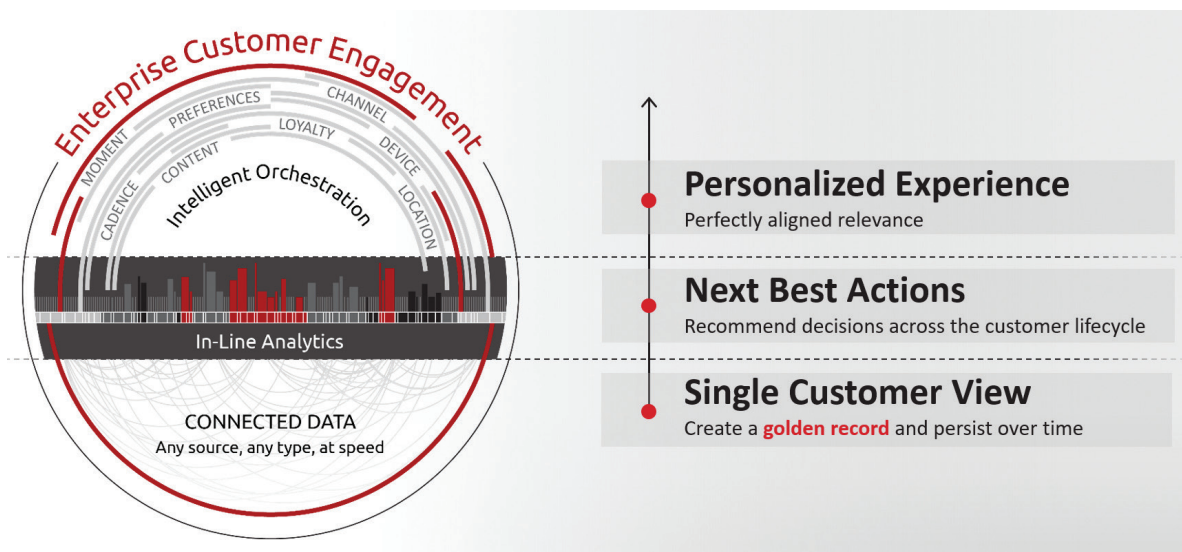 Enterprise Customer Engagement
MOMENT
PREFERENCES
CHANNEL
CADENCE
CONTENT
LOYALTY
DEVICE
LOCATION
Intelligent Orchestration
In-Line Analytics
CONNECTED DATA
Any source, any type, at speed
Personalized Experience
Perfectly aligned relevance
Next Best Actions
Recommend decisions across the customer lifecycle
Single Customer View
Create a golden record and persist over time